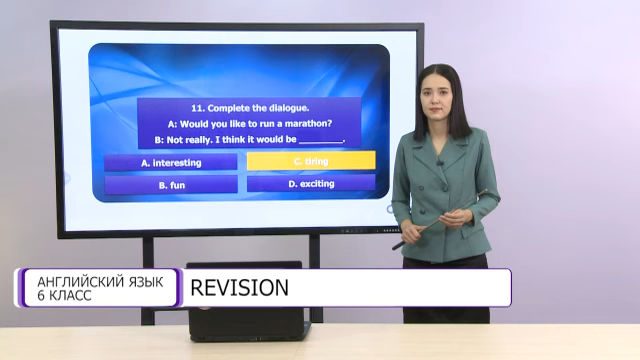 11. Complete the dialogue.
A: Would you like to run a marathon?
B: Not really. I think it would be ________.
A. interesting
C. tiring
B. fun
D. exciting
АНГЛИЙСКИЙ ЯЗЫК
6 КЛАСС
REVISION